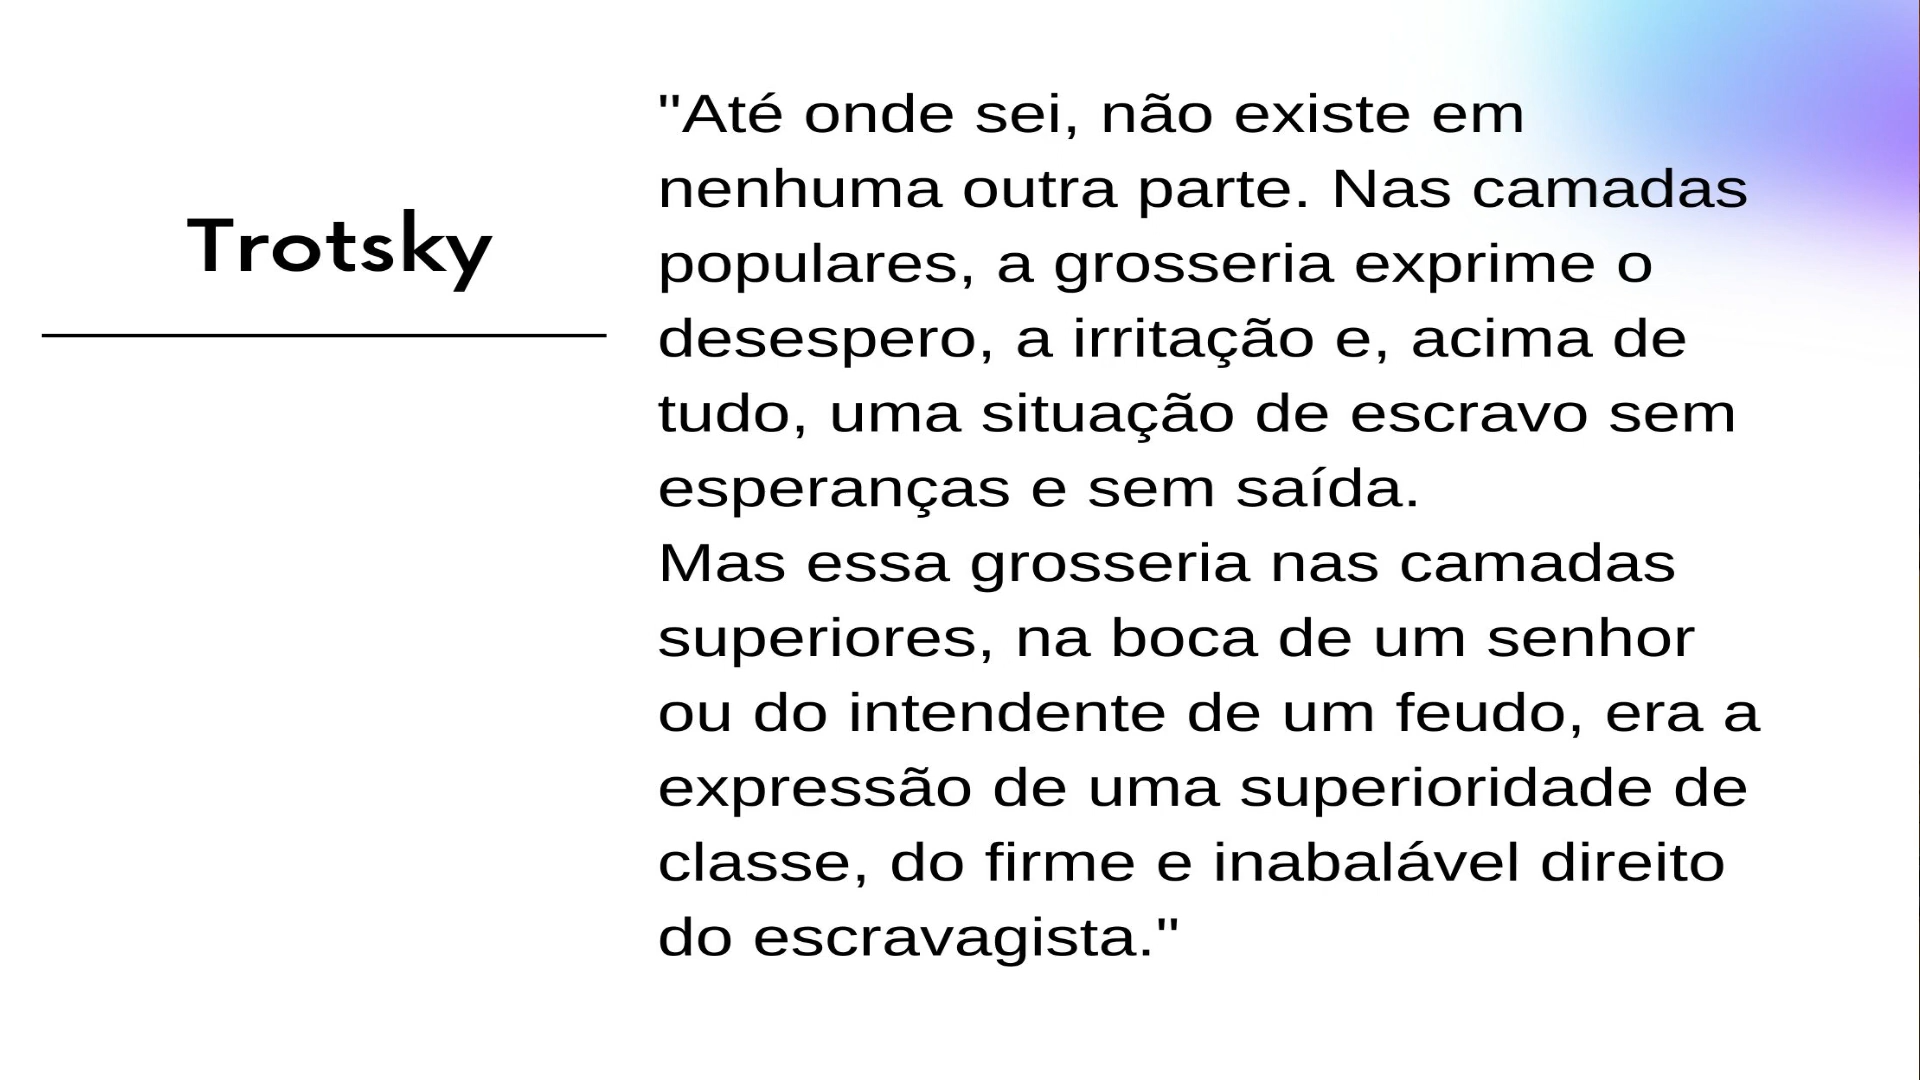 Trotsky
"Até onde sei, não existe em
nenhuma outra parte. Nas camadas
populares, a grosseria exprime o
desespero, a irritação e, acima de
tudo, uma situação de escravo sem
esperanças e sem saída.
Mas essa grosseria nas camadas
superiores, na boca de um senhor
ou do intendente de um feudo, era a
expressão de uma superioridade de
classe, do firme e inabalável direito
do escravagista."